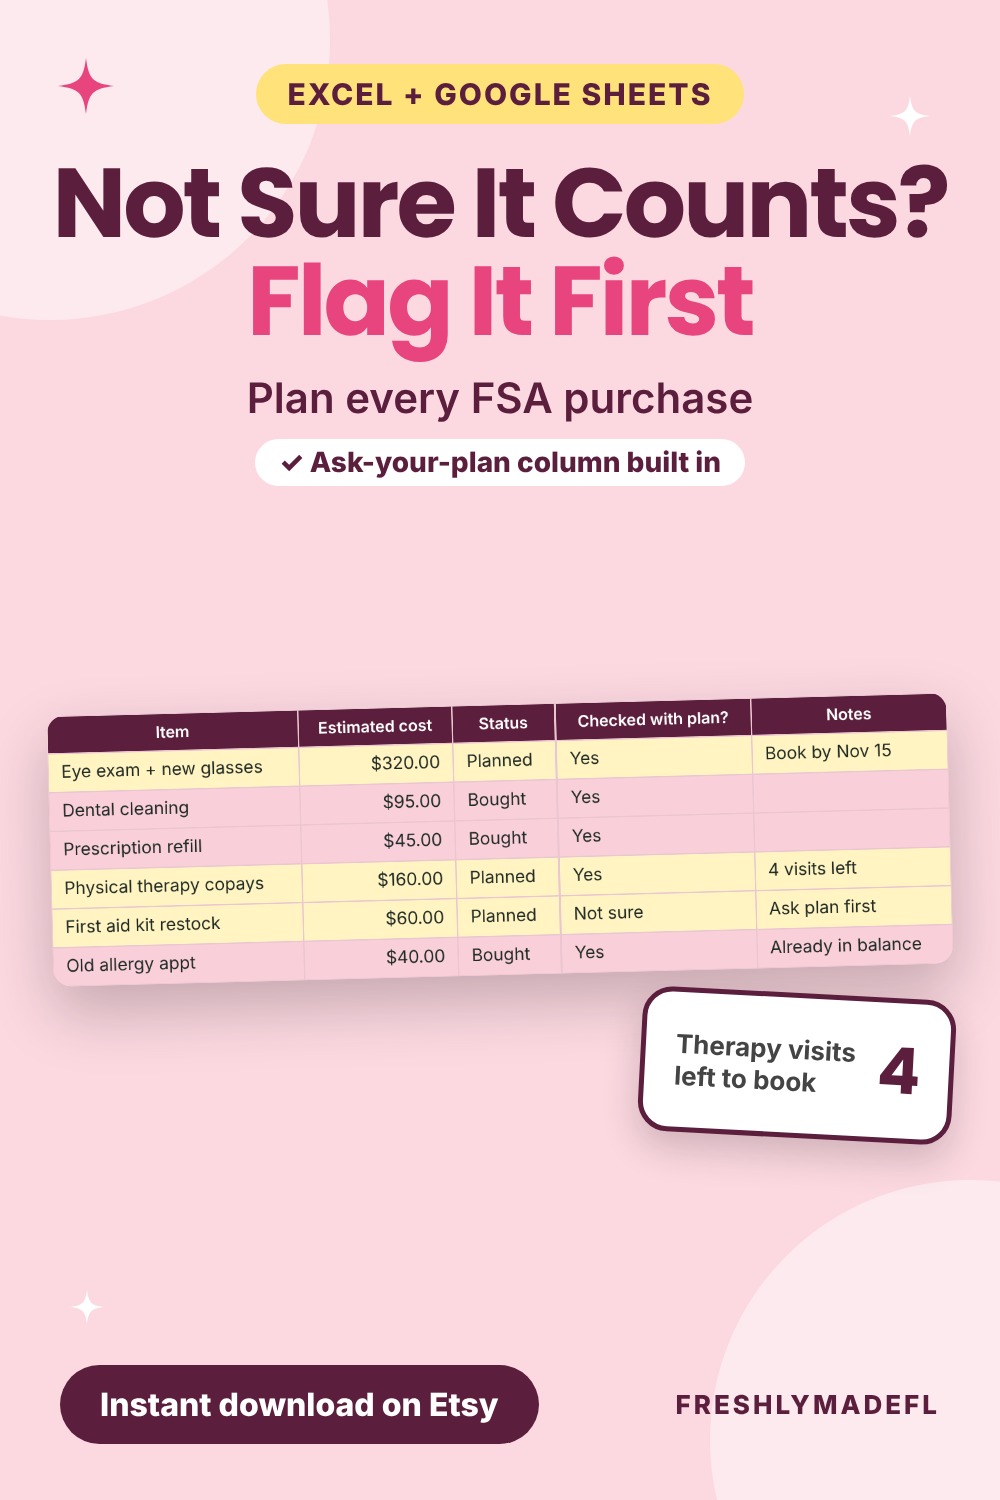 EXCEL + GOOGLE SHEETS
Not Sure It Counts?
Flag It First
Plan every FSA purchase
✓ Ask-your-plan column built in
Item Estimated cost Status Checked with plan? Notes
Eye exam + new glasses $320.00 Planned Yes Book by Nov 15
Dental cleaning $95.00 Bought Yes
Prescription refill $45.00 Bought Yes
Physical therapy copays $160.00 Planned Yes 4 visits left
First aid kit restock $60.00 Planned Not sure Ask plan first
Old allergy appt $40.00 Bought Yes Already in balance
Therapy visits
left to book 4
Instant download on Etsy
FRESHLYMADEFL